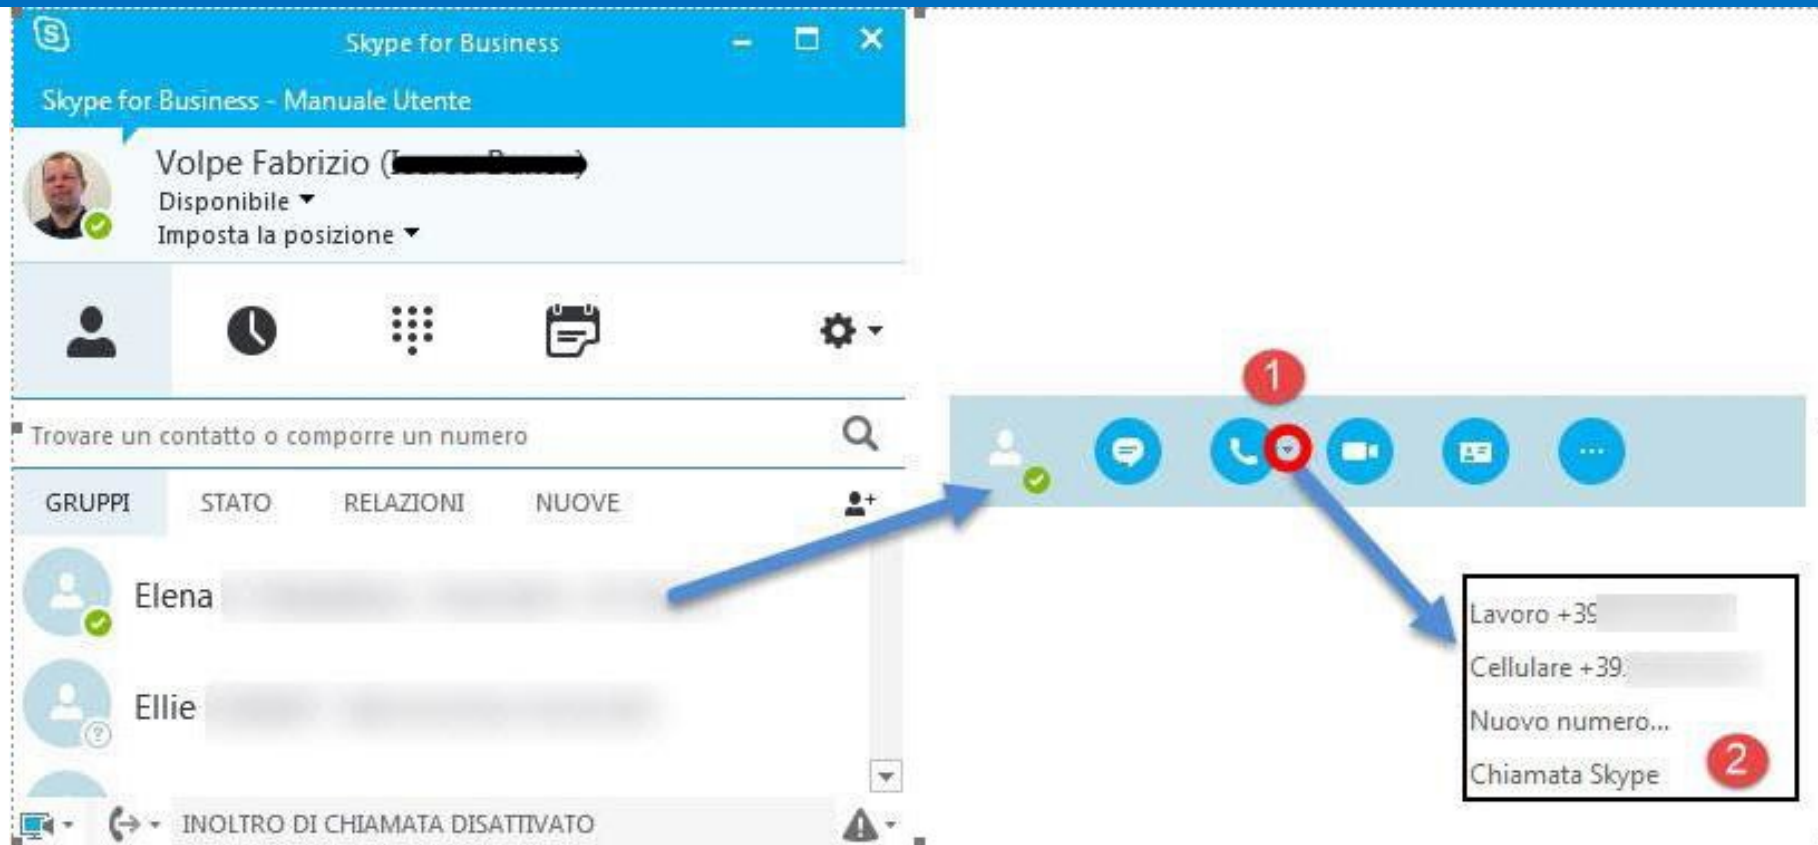 Skype for Business
Skype for Business - Manuale Utente
Volpe Fabrizio (
Disponibile
Imposta la posizione
Trovare un contatto o comporre un numero
GRUPPI STATO RELAZIONI NUOVE
Elena
Ellie
INOLTRO DI CHIAMATA DISATTIVATO
1
Lavoro +39
Cellulare +39
Nuovo numero...
Chiamata Skype
2